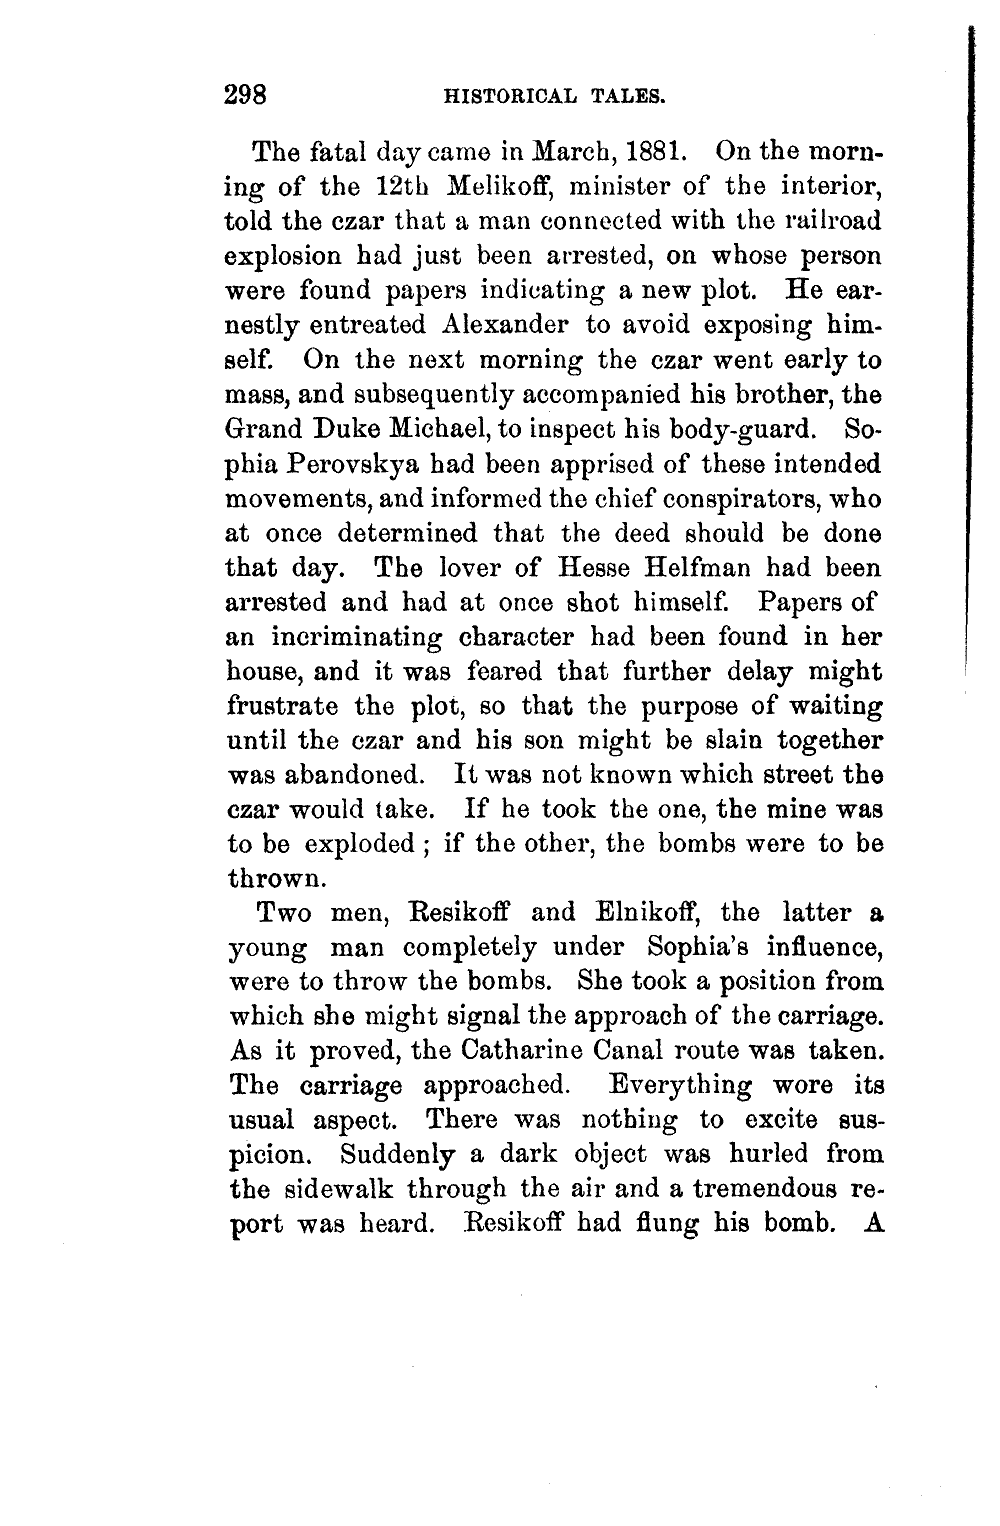 298 HISTORICAL TALES.
The fatal day came in March, 1881. On the morn-
ing of the 12th Melikoff, minister of the interior,
told the czar that a man connected with the railroad
explosion had just been arrested, on whose person
were found papers indicating a new plot. He ear-
nestly entreated Alexander to avoid exposing him-
self. On the next morning the czar went early to
mass, and subsequently accompanied his brother, the
Grand Duke Michael, to inspect his body-guard. So-
phia Perovskya had been apprised of these intended
movements, and informed the chief conspirators, who
at once determined that the deed should be done
that day. The lover of Hesse Helfman had been
arrested and had at once shot himself. Papers of
an incriminating character had been found in her
house, and it was feared that further delay might
frustrate the plot, so that the purpose of waiting
until the czar and his son might be slain together
was abandoned. It was not known which street the
czar would take. If he took the one, the mine was
to be exploded ; if the other, the bombs were to be
thrown.
Two men, Resikoff and Elnikoff, the latter a
young man completely under Sophia's influence,
were to throw the bombs. She took a position from
which she might signal the approach of the carriage.
As it proved, the Catharine Canal route was taken.
The carriage approached. Everything wore its
usual aspect. There was nothing to excite sus-
picion. Suddenly a dark object was hurled from
the sidewalk through the air and a tremendous re-
port was heard. Resikoff had flung his bomb. A